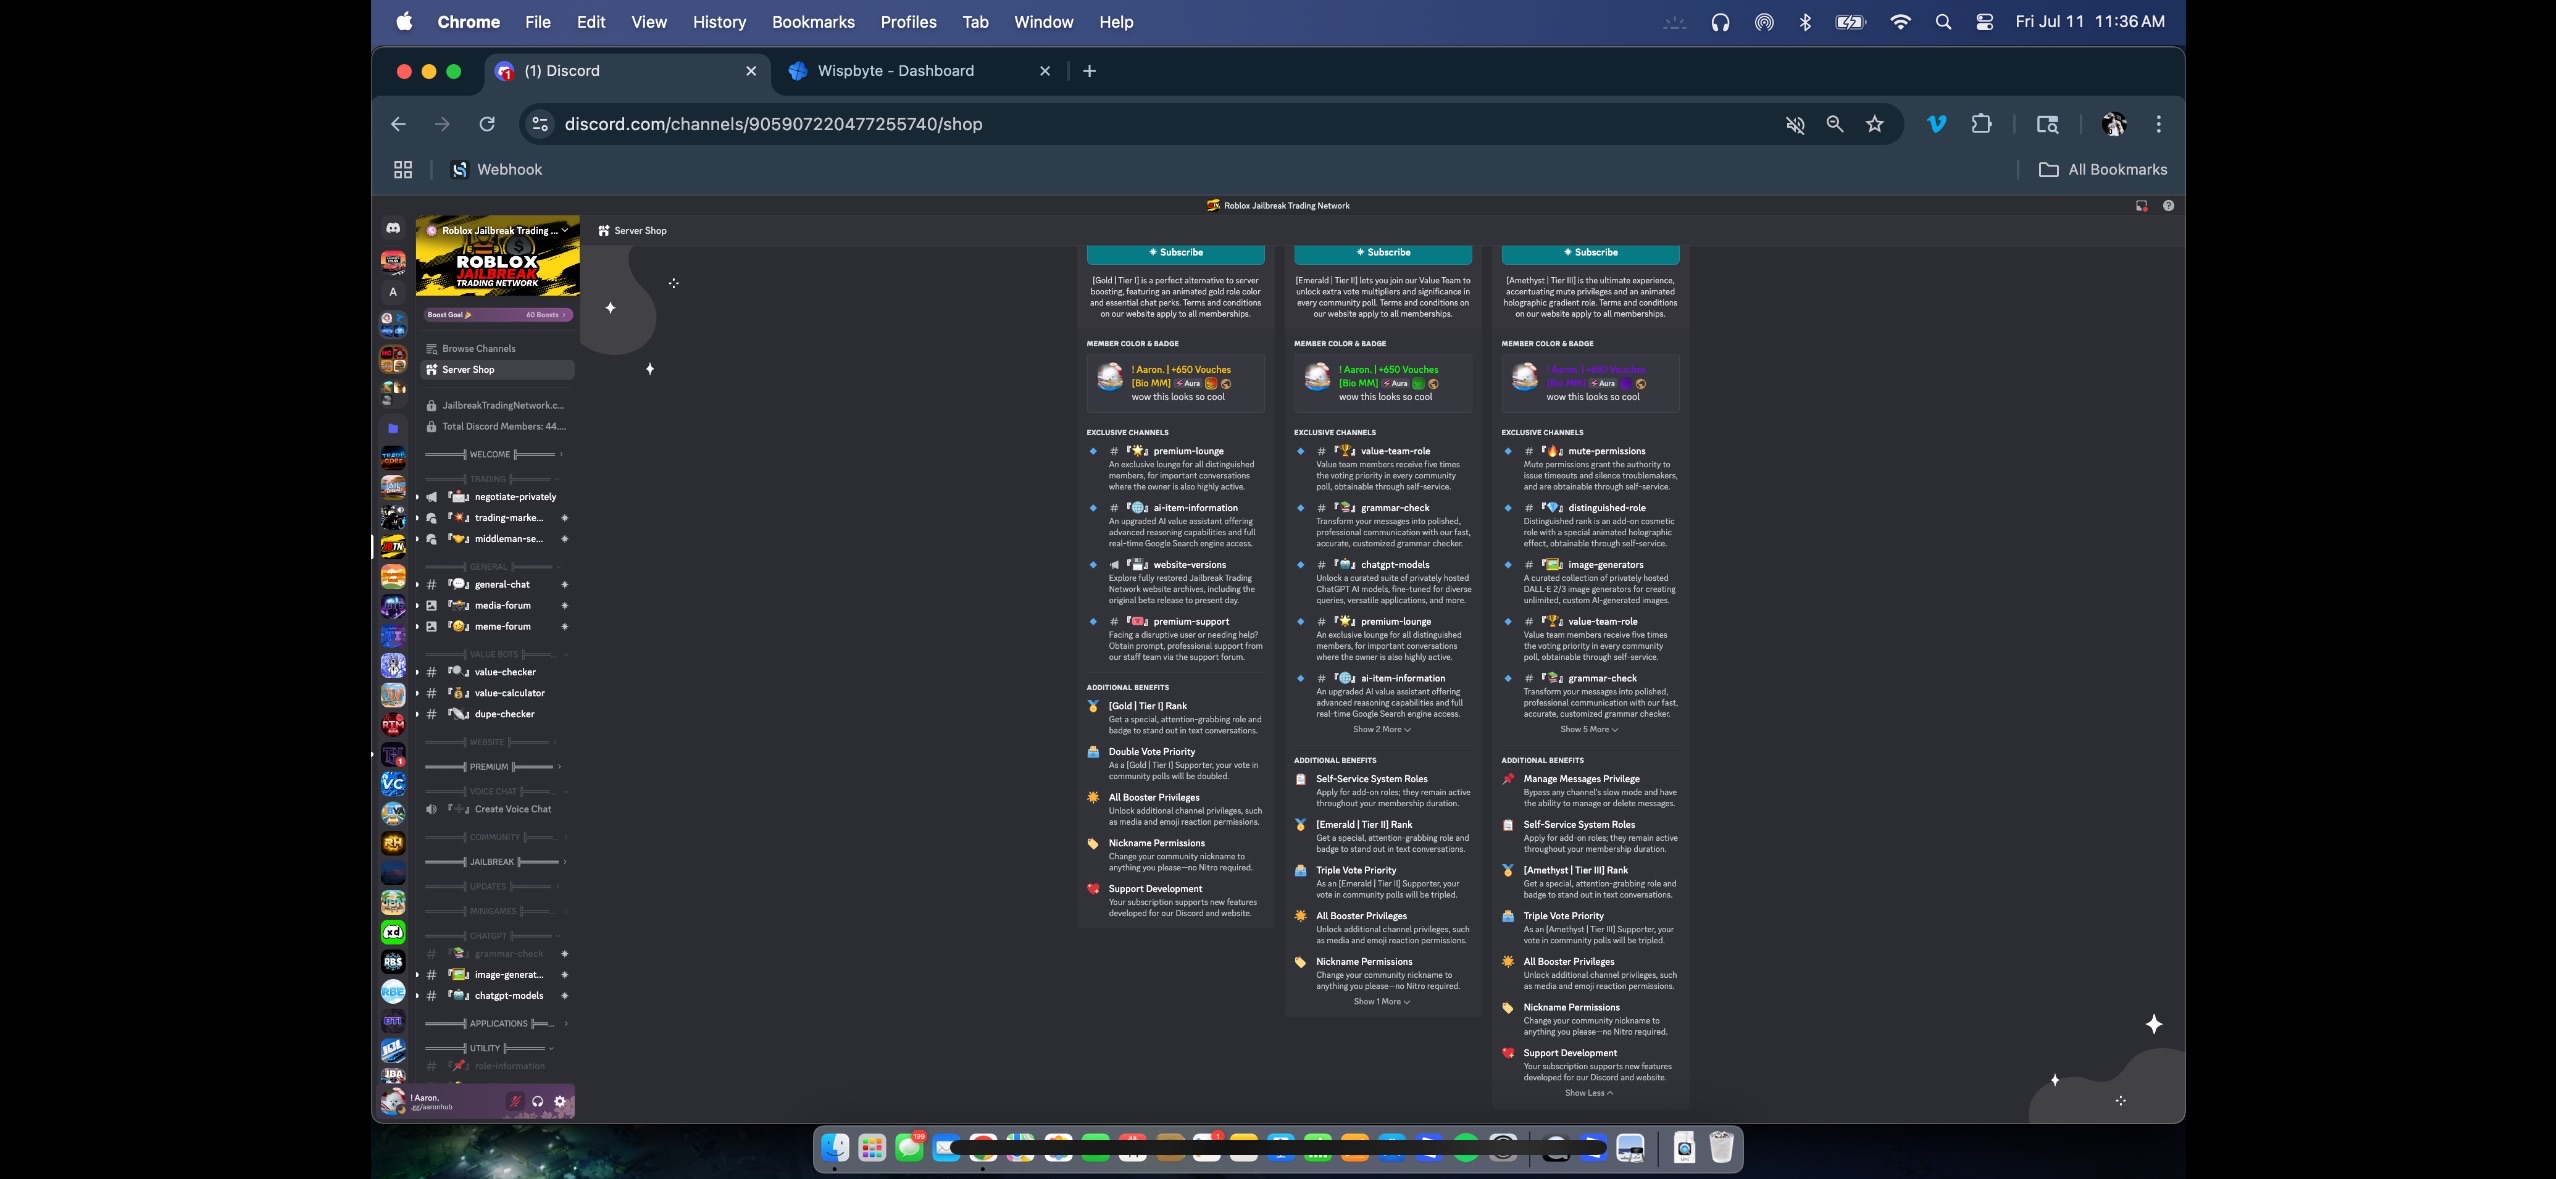 Chrome File Edit View History Bookmarks Profiles Tab Window Help
Fri Jul 11 11:36 AM
(1) Discord
Wispbyte - Dashboard
discord.com/channels/905907220477255740/shop
Webhook
All Bookmarks
Roblox Jailbreak Trading Network
Roblox Jailbreak Trading ...
ROBLOX
JAILBREAK
TRADING NETWORK
Boost Goal
60 Boosts
Browse Channels
Server Shop
JailbreakTradingNetwork.c...
Total Discord Members: 44....
WELCOME
TRADING
negotiate-privately
trading-marke...
middleman-se...
GENERAL
general-chat
media-forum
meme-forum
VALUE BOTS
value-checker
value-calculator
dupe-checker
WEBSITE
PREMIUM
VOICE CHAT
Create Voice Chat
COMMUNITY
JAILBREAK
UPDATES
MINIGAMES
CHATGPT
grammar-check
image-generat...
chatgpt-models
APPLICATIONS
UTILITY
role-information
! Aaron.
.gg/aaronhub
A
RTM
VC
RH
xd
RBS
RBE
BTI
JBA
Server Shop
Subscribe
[Gold | Tier I] is a perfect alternative to server
boosting, featuring an animated gold role color
and essential chat perks. Terms and conditions
on our website apply to all memberships.
MEMBER COLOR & BADGE
! Aaron. | +650 Vouches
[Bio MM] Aura
wow this looks so cool
EXCLUSIVE CHANNELS
# premium-lounge
An exclusive lounge for all distinguished
members, for important conversations
where the owner is also highly active.
# ai-item-information
An upgraded AI value assistant offering
advanced reasoning capabilities and full
real-time Google Search engine access.
website-versions
Explore fully restored Jailbreak Trading
Network website archives, including the
original beta release to present day.
# premium-support
Facing a disruptive user or needing help?
Obtain prompt, professional support from
our staff team via the support forum.
ADDITIONAL BENEFITS
[Gold | Tier I] Rank
Get a special, attention-grabbing role and
badge to stand out in text conversations.
Double Vote Priority
As a [Gold | Tier I] Supporter, your vote in
community polls will be doubled.
All Booster Privileges
Unlock additional channel privileges, such
as media and emoji reaction permissions.
Nickname Permissions
Change your community nickname to
anything you please—no Nitro required.
Support Development
Your subscription supports new features
developed for our Discord and website.
Subscribe
[Emerald | Tier II] lets you join our Value Team to
unlock extra vote multipliers and significance in
every community poll. Terms and conditions on
our website apply to all memberships.
MEMBER COLOR & BADGE
! Aaron. | +650 Vouches
[Bio MM] Aura
wow this looks so cool
EXCLUSIVE CHANNELS
# value-team-role
Value team members receive five times
the voting priority in every community
poll, obtainable through self-service.
# grammar-check
Transform your messages into polished,
professional communication with our fast,
accurate, customized grammar checker.
# chatgpt-models
Unlock a curated suite of privately hosted
ChatGPT AI models, fine-tuned for diverse
queries, versatile applications, and more.
# premium-lounge
An exclusive lounge for all distinguished
members, for important conversations
where the owner is also highly active.
# ai-item-information
An upgraded AI value assistant offering
advanced reasoning capabilities and full
real-time Google Search engine access.
Show 2 More
ADDITIONAL BENEFITS
Self-Service System Roles
Apply for add-on roles; they remain active
throughout your membership duration.
[Emerald | Tier II] Rank
Get a special, attention-grabbing role and
badge to stand out in text conversations.
Triple Vote Priority
As an [Emerald | Tier II] Supporter, your
vote in community polls will be tripled.
All Booster Privileges
Unlock additional channel privileges, such
as media and emoji reaction permissions.
Nickname Permissions
Change your community nickname to
anything you please—no Nitro required.
Show 1 More
Subscribe
[Amethyst | Tier III] is the ultimate experience,
accentuating mute privileges and an animated
holographic gradient role. Terms and conditions
on our website apply to all memberships.
MEMBER COLOR & BADGE
! Aaron. | +650 Vouches
[Bio MM] Aura
wow this looks so cool
EXCLUSIVE CHANNELS
# mute-permissions
Mute permissions grant the authority to
issue timeouts and silence troublemakers,
and are obtainable through self-service.
# distinguished-role
Distinguished rank is an add-on cosmetic
role with a special animated holographic
effect, obtainable through self-service.
# image-generators
A curated collection of privately hosted
DALL·E 2/3 image generators for creating
unlimited, custom AI-generated images.
# value-team-role
Value team members receive five times
the voting priority in every community
poll, obtainable through self-service.
# grammar-check
Transform your messages into polished,
professional communication with our fast,
accurate, customized grammar checker.
Show 5 More
ADDITIONAL BENEFITS
Manage Messages Privilege
Bypass any channel's slow mode and have
the ability to manage or delete messages.
Self-Service System Roles
Apply for add-on roles; they remain active
throughout your membership duration.
[Amethyst | Tier III] Rank
Get a special, attention-grabbing role and
badge to stand out in text conversations.
Triple Vote Priority
As an [Amethyst | Tier III] Supporter, your
vote in community polls will be tripled.
All Booster Privileges
Unlock additional channel privileges, such
as media and emoji reaction permissions.
Nickname Permissions
Change your community nickname to
anything you please—no Nitro required.
Support Development
Your subscription supports new features
developed for our Discord and website.
Show Less
199